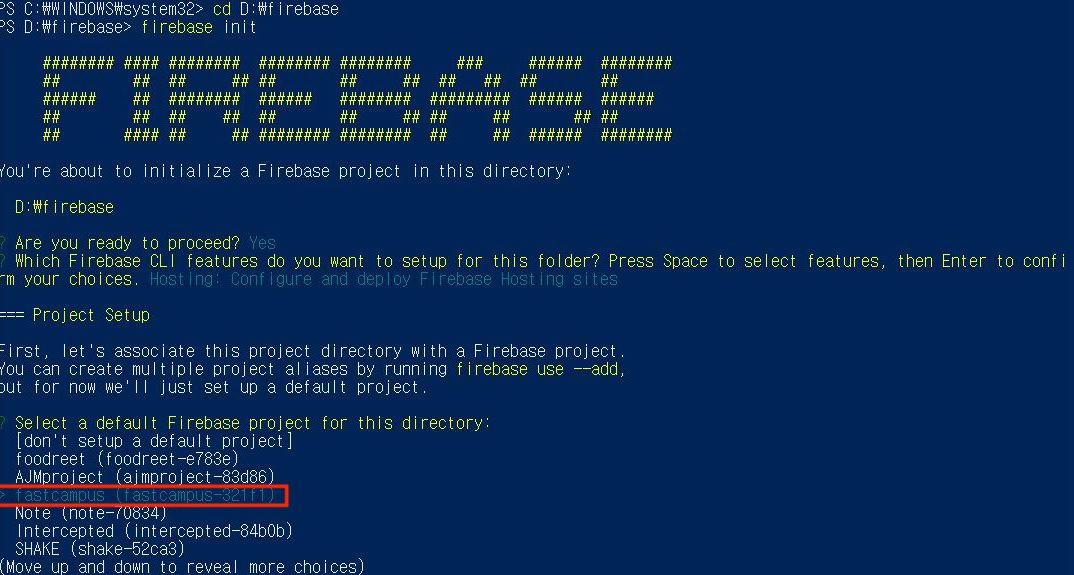 PS C:₩WINDOWS₩system32> cd D:₩firebase
PS D:₩firebase> firebase init
FIREBASE
You're about to initialize a Firebase project in this directory:
D:₩firebase
? Are you ready to proceed? Yes
? Which Firebase CLI features do you want to setup for this folder? Press Space to select features, then Enter to confi
rm your choices. Hosting: Configure and deploy Firebase Hosting sites
=== Project Setup
First, let's associate this project directory with a Firebase project.
You can create multiple project aliases by running firebase use --add,
but for now we'll just set up a default project.
? Select a default Firebase project for this directory:
[don't setup a default project]
foodreet (foodreet-e783e)
AJMproject (ajmproject-83d86)
> fastcampus (fastcampus-321f1)
Note (note-70834)
Intercepted (intercepted-84b0b)
SHAKE (shake-52ca3)
(Move up and down to reveal more choices)